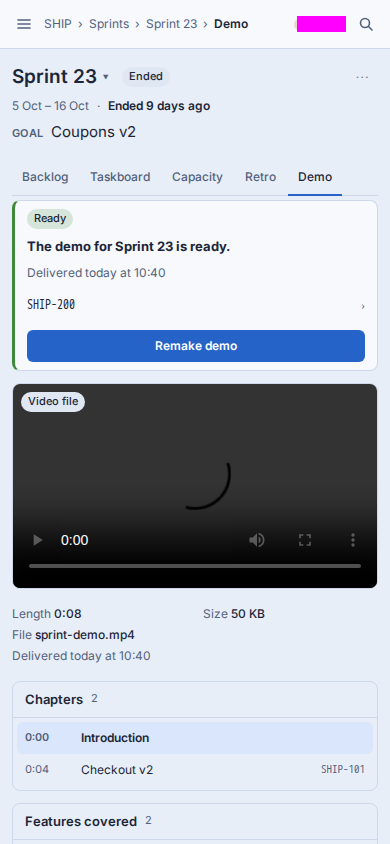 SHIP › Sprints › Sprint 23 › Demo
Sprint 23 ▾ Ended ...
5 Oct – 16 Oct · Ended 9 days ago
GOAL Coupons v2
Backlog Taskboard Capacity Retro Demo
Ready
The demo for Sprint 23 is ready.
Delivered today at 10:40
SHIP-200 ›
Remake demo
Video file
0:00
Length 0:08 Size 50 KB
File sprint-demo.mp4
Delivered today at 10:40
Chapters 2
0:00 Introduction
0:04 Checkout v2 SHIP-101
Features covered 2